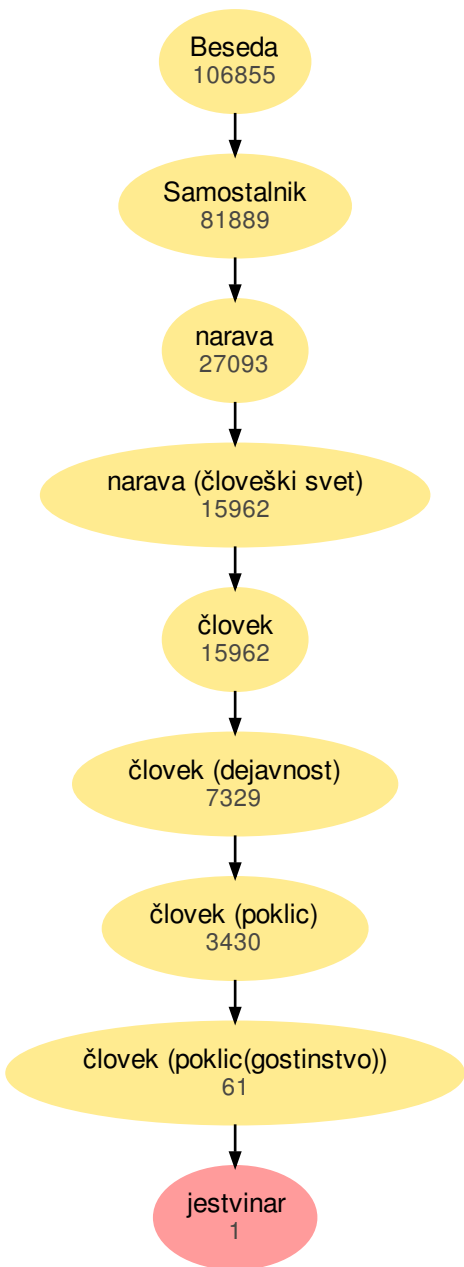 Beseda
106855
Samostalnik
81889
narava
27093
narava (človeški svet)
15962
človek
15962
človek (dejavnost)
7329
človek (poklic)
3430
človek (poklic(gostinstvo))
61
jestvinar
1